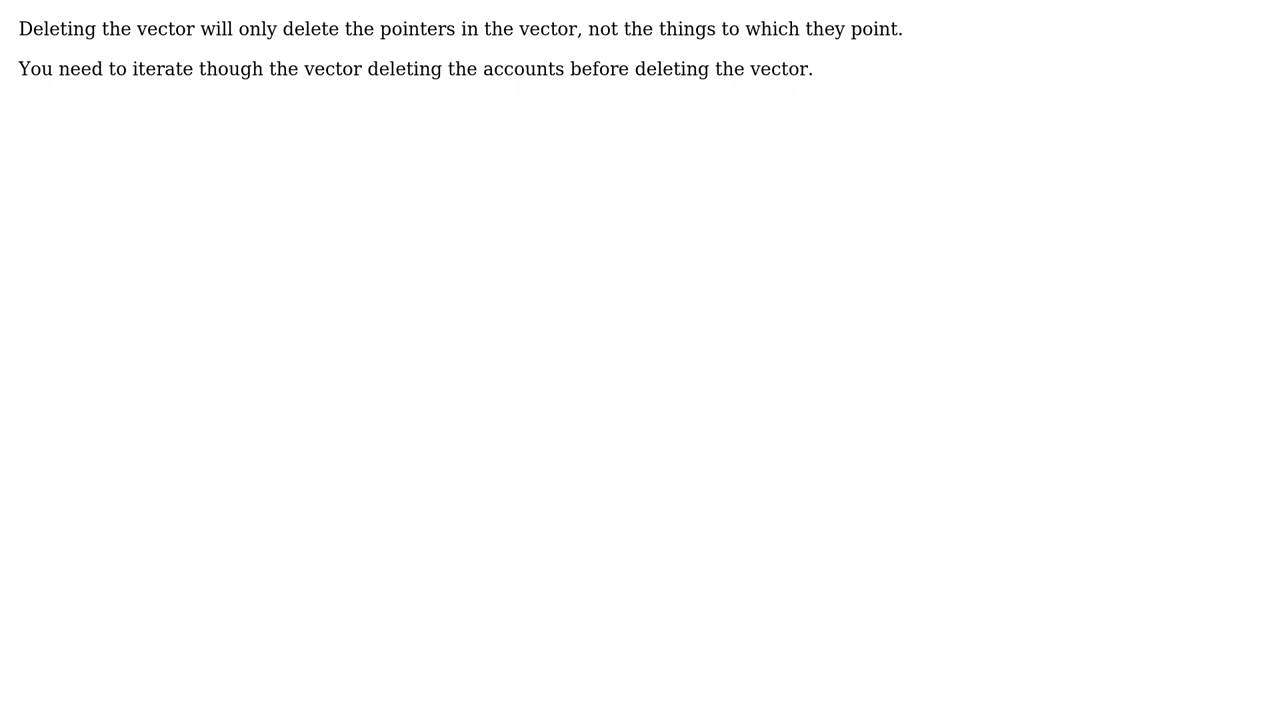 Deleting the vector will only delete the pointers in the vector, not the things to which they point.
You need to iterate though the vector deleting the accounts before deleting the vector.